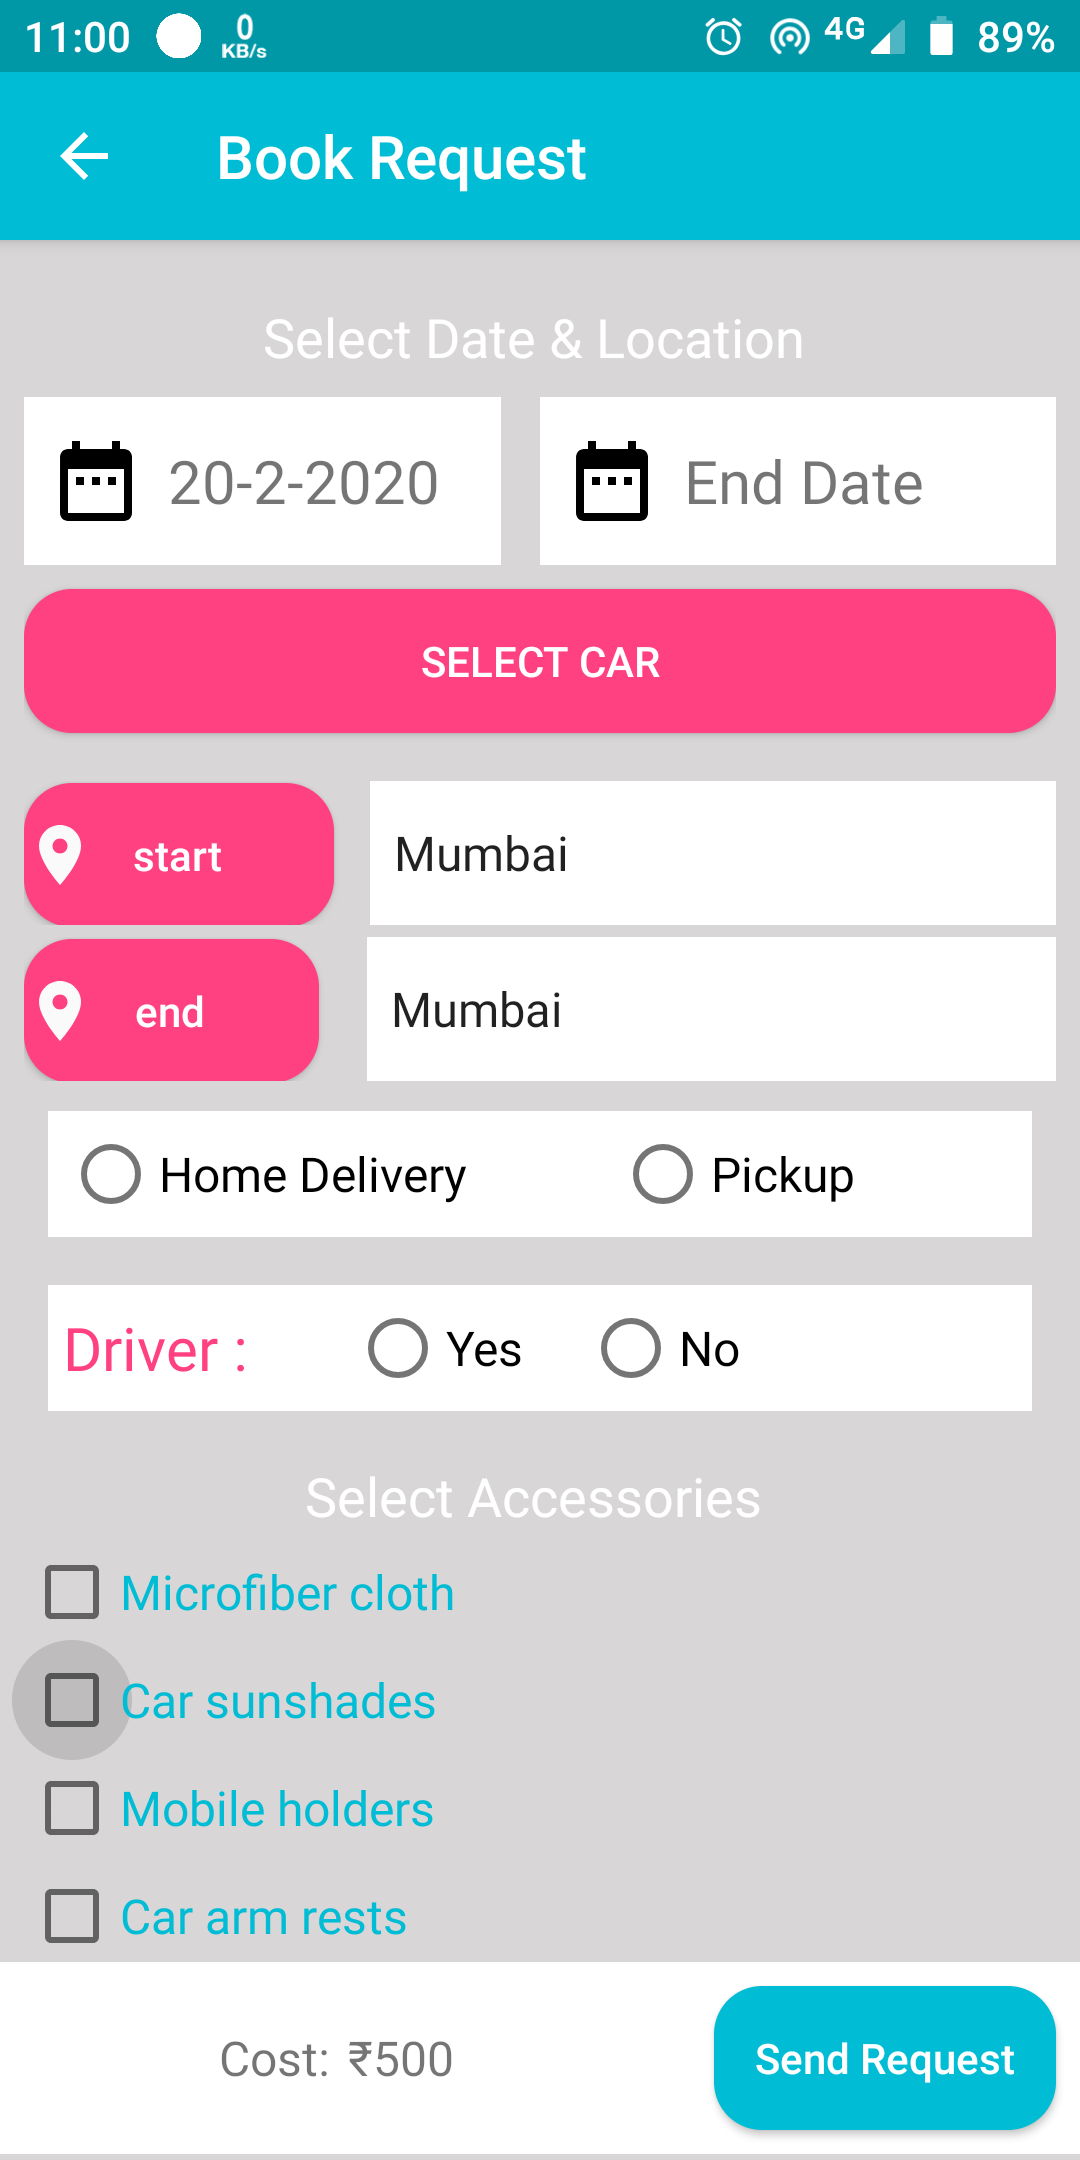 11:00 0 KB/s 4G 89%
Book Request
Select Date & Location
20-2-2020 End Date
SELECT CAR
start Mumbai
end Mumbai
Home Delivery Pickup
Driver : Yes No
Select Accessories
Microfiber cloth
Car sunshades
Mobile holders
Car arm rests
Cost: ₹500 Send Request